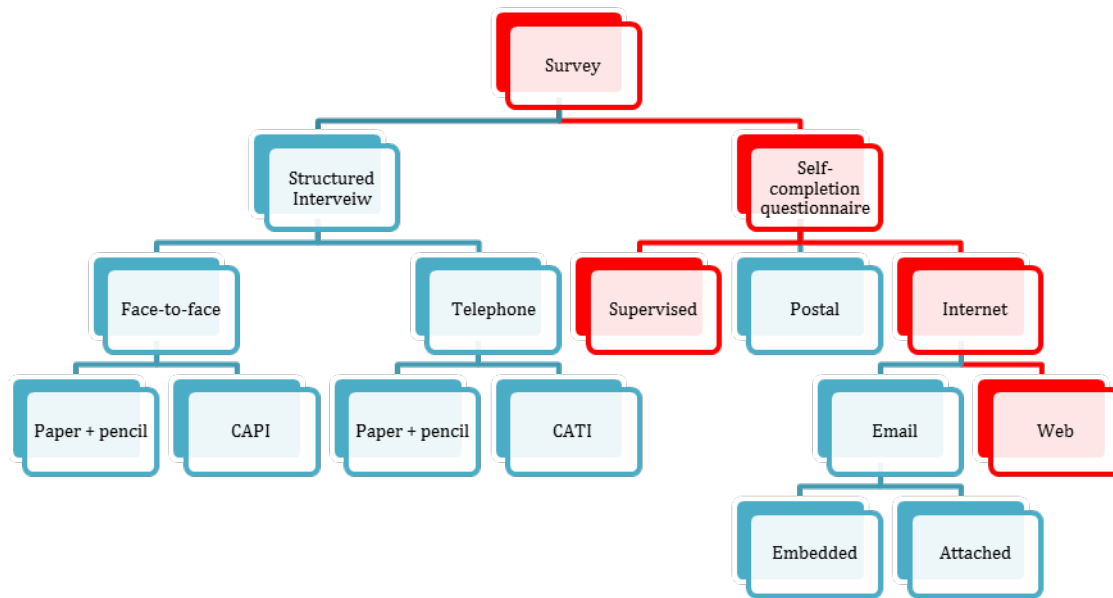 Survey
Structured
Interveiw
Self-
completion
questionnaire
Face-to-face
Telephone
Supervised
Postal
Internet
Paper + pencil
CAPI
Paper + pencil
CATI
Email
Web
Embedded
Attached